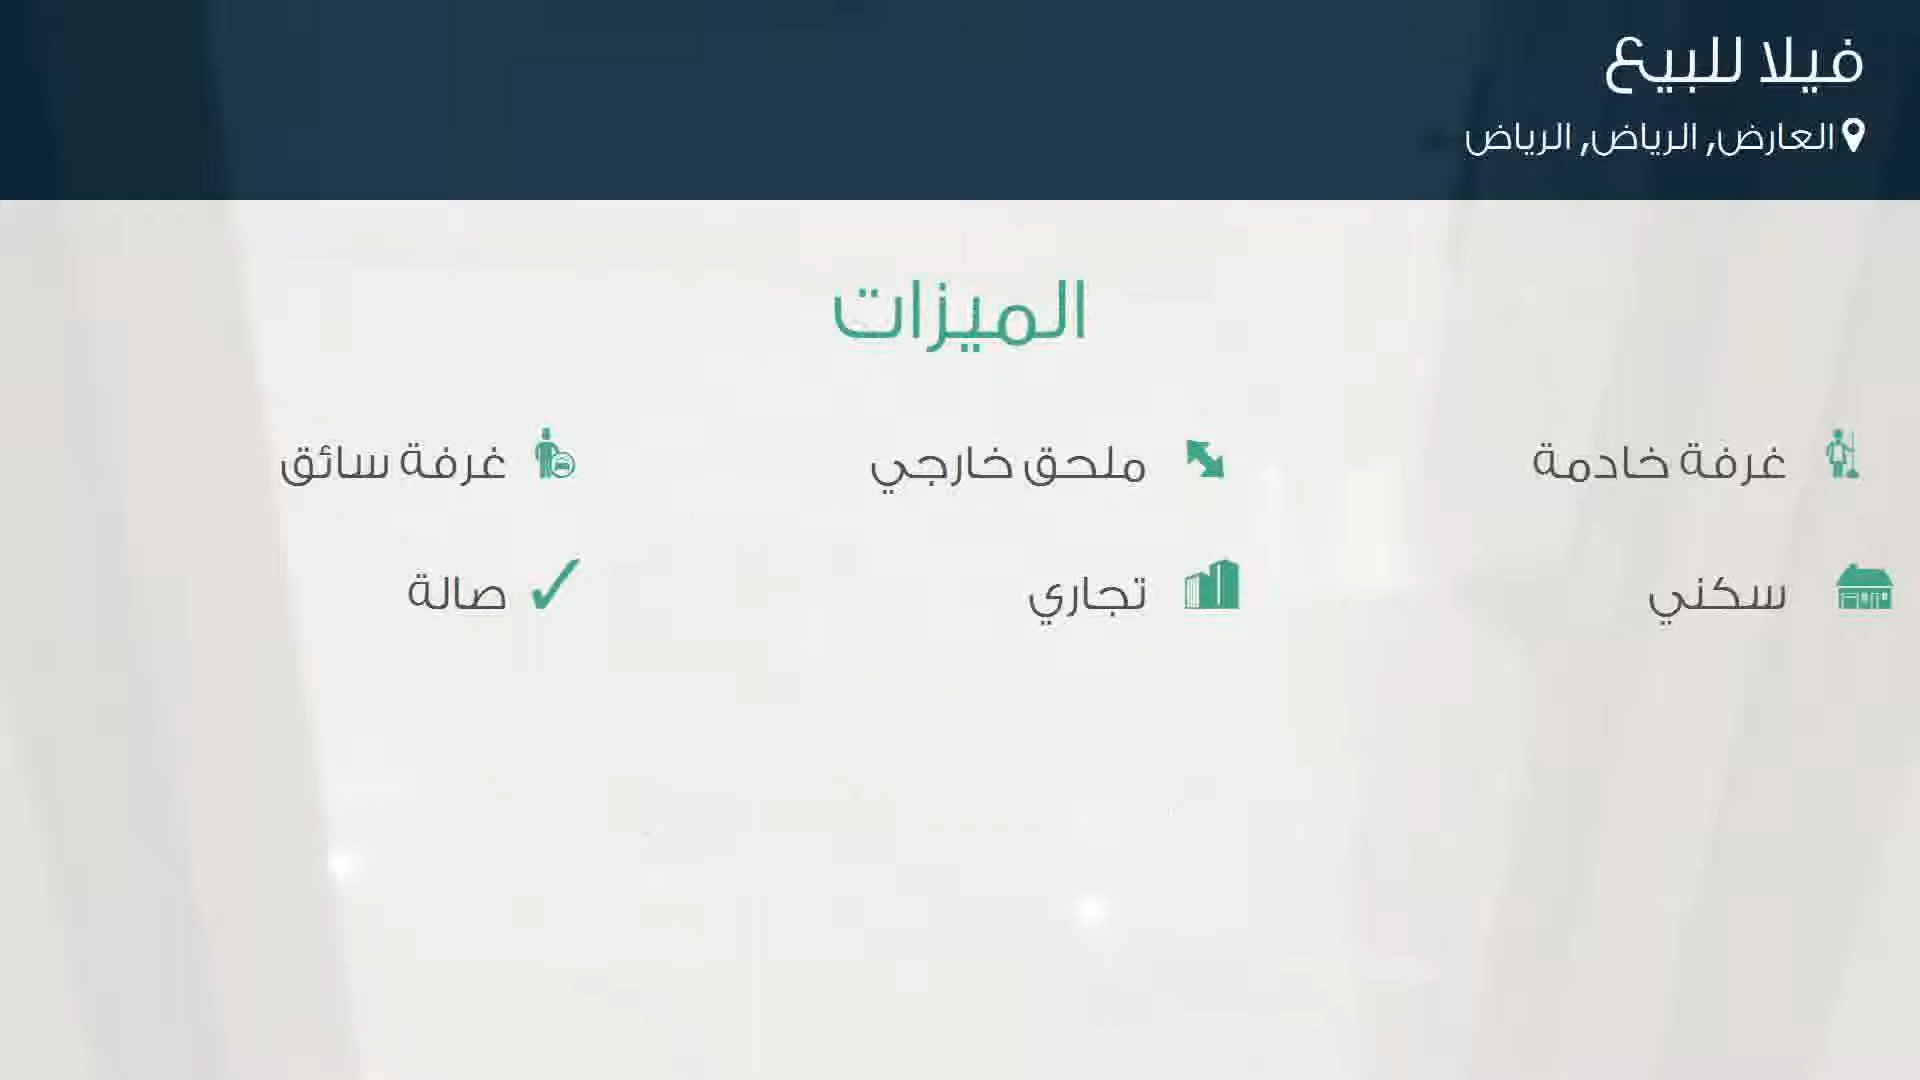 فيلا للبيع
العارض, الرياض, الرياض
الميزات
غرفة خادمة
ملحق خارجي
غرفة سائق
سكني
تجاري
صالة